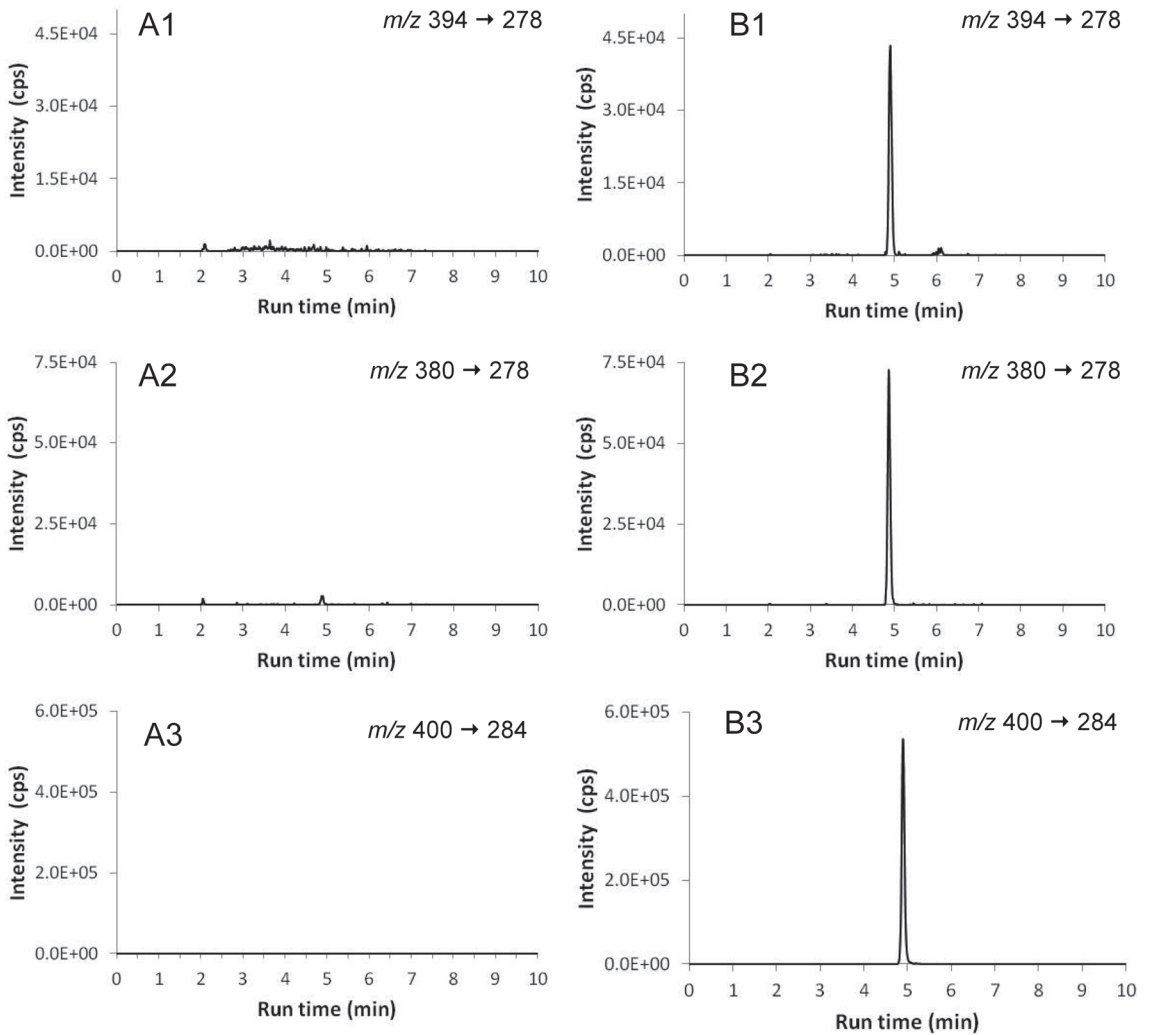 A1
m/z 394 → 278
Intensity (cps)
4.5E+04
3.0E+04
1.5E+04
0.0E+00
0 1 2 3 4 5 6 7 8 9 10
Run time (min)
B1
m/z 394 → 278
Intensity (cps)
4.5E+04
3.0E+04
1.5E+04
0.0E+00
0 1 2 3 4 5 6 7 8 9 10
Run time (min)
A2
m/z 380 → 278
Intensity (cps)
7.5E+04
5.0E+04
2.5E+04
0.0E+00
0 1 2 3 4 5 6 7 8 9 10
Run time (min)
B2
m/z 380 → 278
Intensity (cps)
7.5E+04
5.0E+04
2.5E+04
0.0E+00
0 1 2 3 4 5 6 7 8 9 10
Run time (min)
A3
m/z 400 → 284
Intensity (cps)
6.0E+05
4.0E+05
2.0E+05
0.0E+00
0 1 2 3 4 5 6 7 8 9 10
Run time (min)
B3
m/z 400 → 284
Intensity (cps)
6.0E+05
4.0E+05
2.0E+05
0.0E+00
0 1 2 3 4 5 6 7 8 9 10
Run time (min)